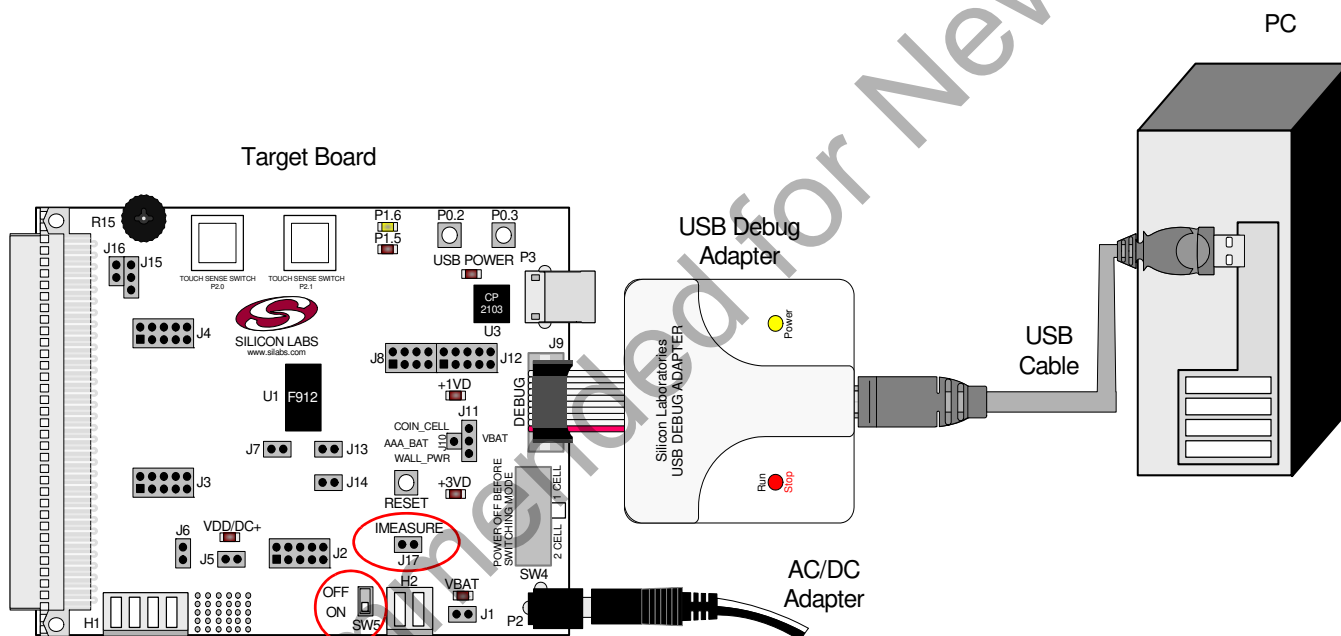 PC
Target Board
R15
P1.6
P1.5
P0.2
P0.3
USB POWER
P3
J16
J15
TOUCH SENSE SWITCH
P2.0
TOUCH SENSE SWITCH
P2.1
CP
2103
U3
SILICON LABS
www.silabs.com
J4
J8
J12
J9
DEBUG
+1VD
U1
F912
COIN_CELL
AAA_BAT
WALL_PWR
J10
J11
VBAT
J7
J13
J14
J3
RESET
+3VD
POWER OFF BEFORE
SWITCHING MODE
1 CELL
2 CELL
SW4
IMEASURE
J17
J6
VDD/DC+
J5
J2
OFF
ON
SW5
H2
VBAT
J1
P2
H1
USB Debug
Adapter
Silicon Laboratories
USB DEBUG ADAPTER
Power
Run
Stop
USB
Cable
AC/DC
Adapter
mmended for New